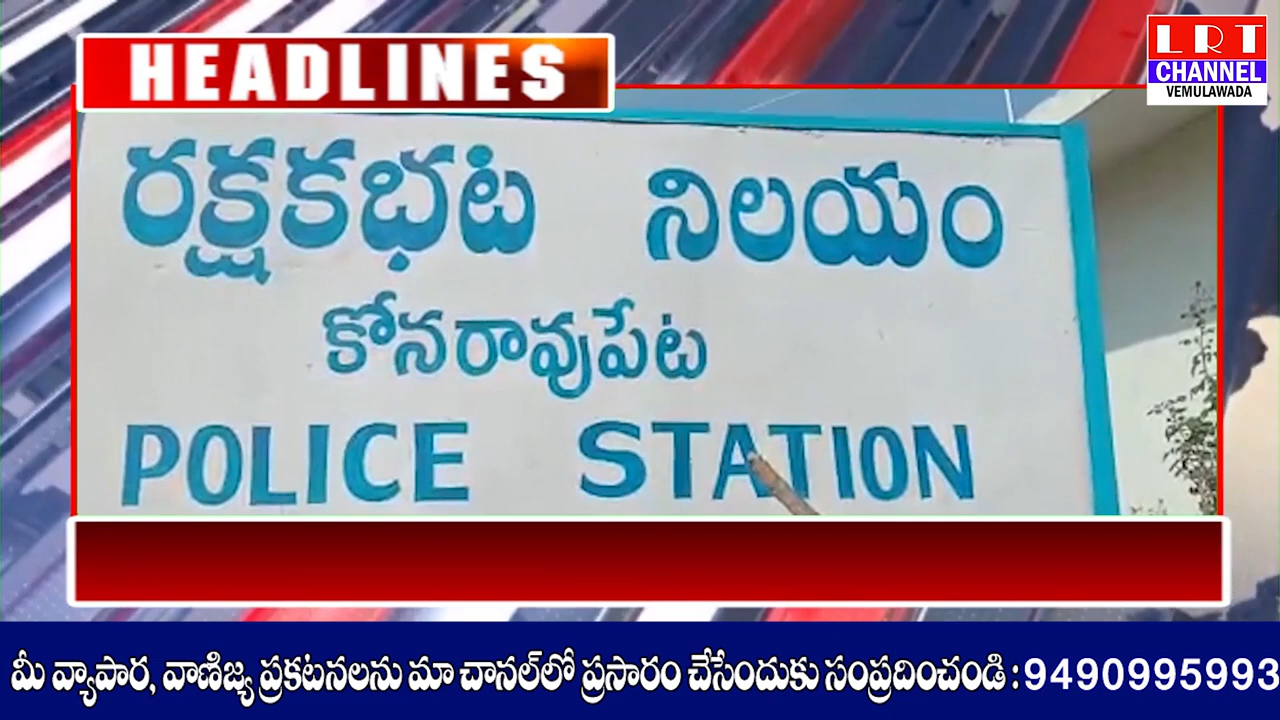 HEADLINES
LRT
CHANNEL
VEMULAWADA
రక్షకభట నిలయం
కోనరావుపేట
POLICE STATION
మీ వ్యాపార, వాణిజ్య ప్రకటనలను మా చానల్‌లో ప్రసారం చేసేందుకు సంప్రదించండి : 9490995993